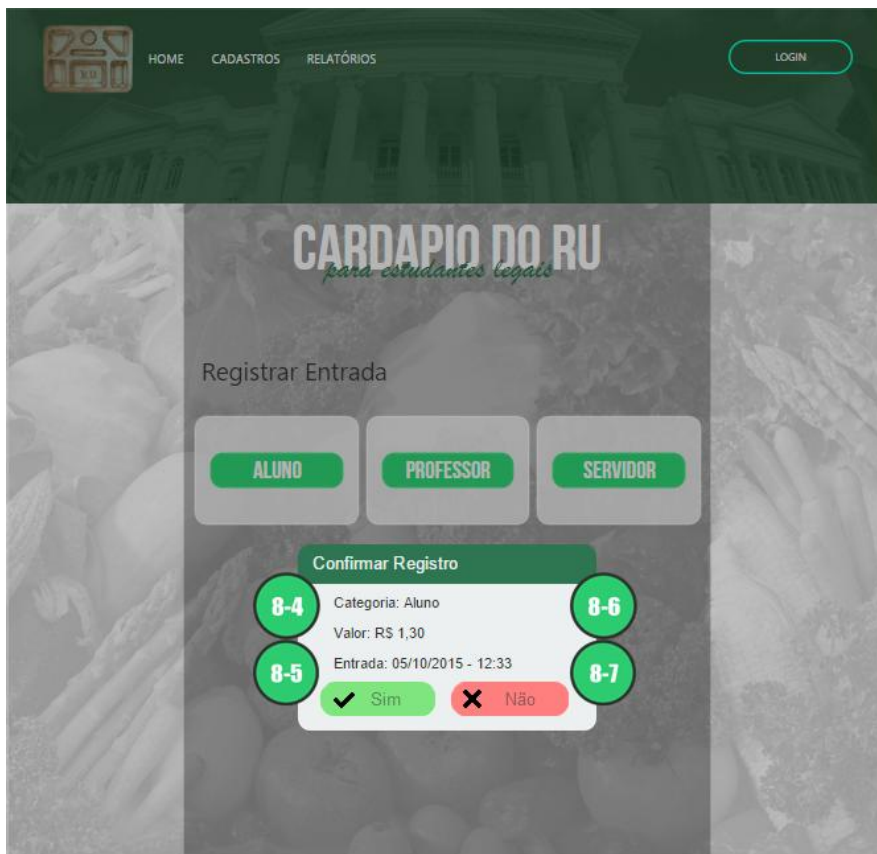 RU
HOME CADASTROS RELATÓRIOS LOGIN
CARDAPIO DO RU
para estudantes legais
Registrar Entrada
ALUNO PROFESSOR SERVIDOR
Confirmar Registro
8-4 Categoria: Aluno 8-6
Valor: R$ 1,30
8-5 Entrada: 05/10/2015 - 12:33 8-7
Sim Não